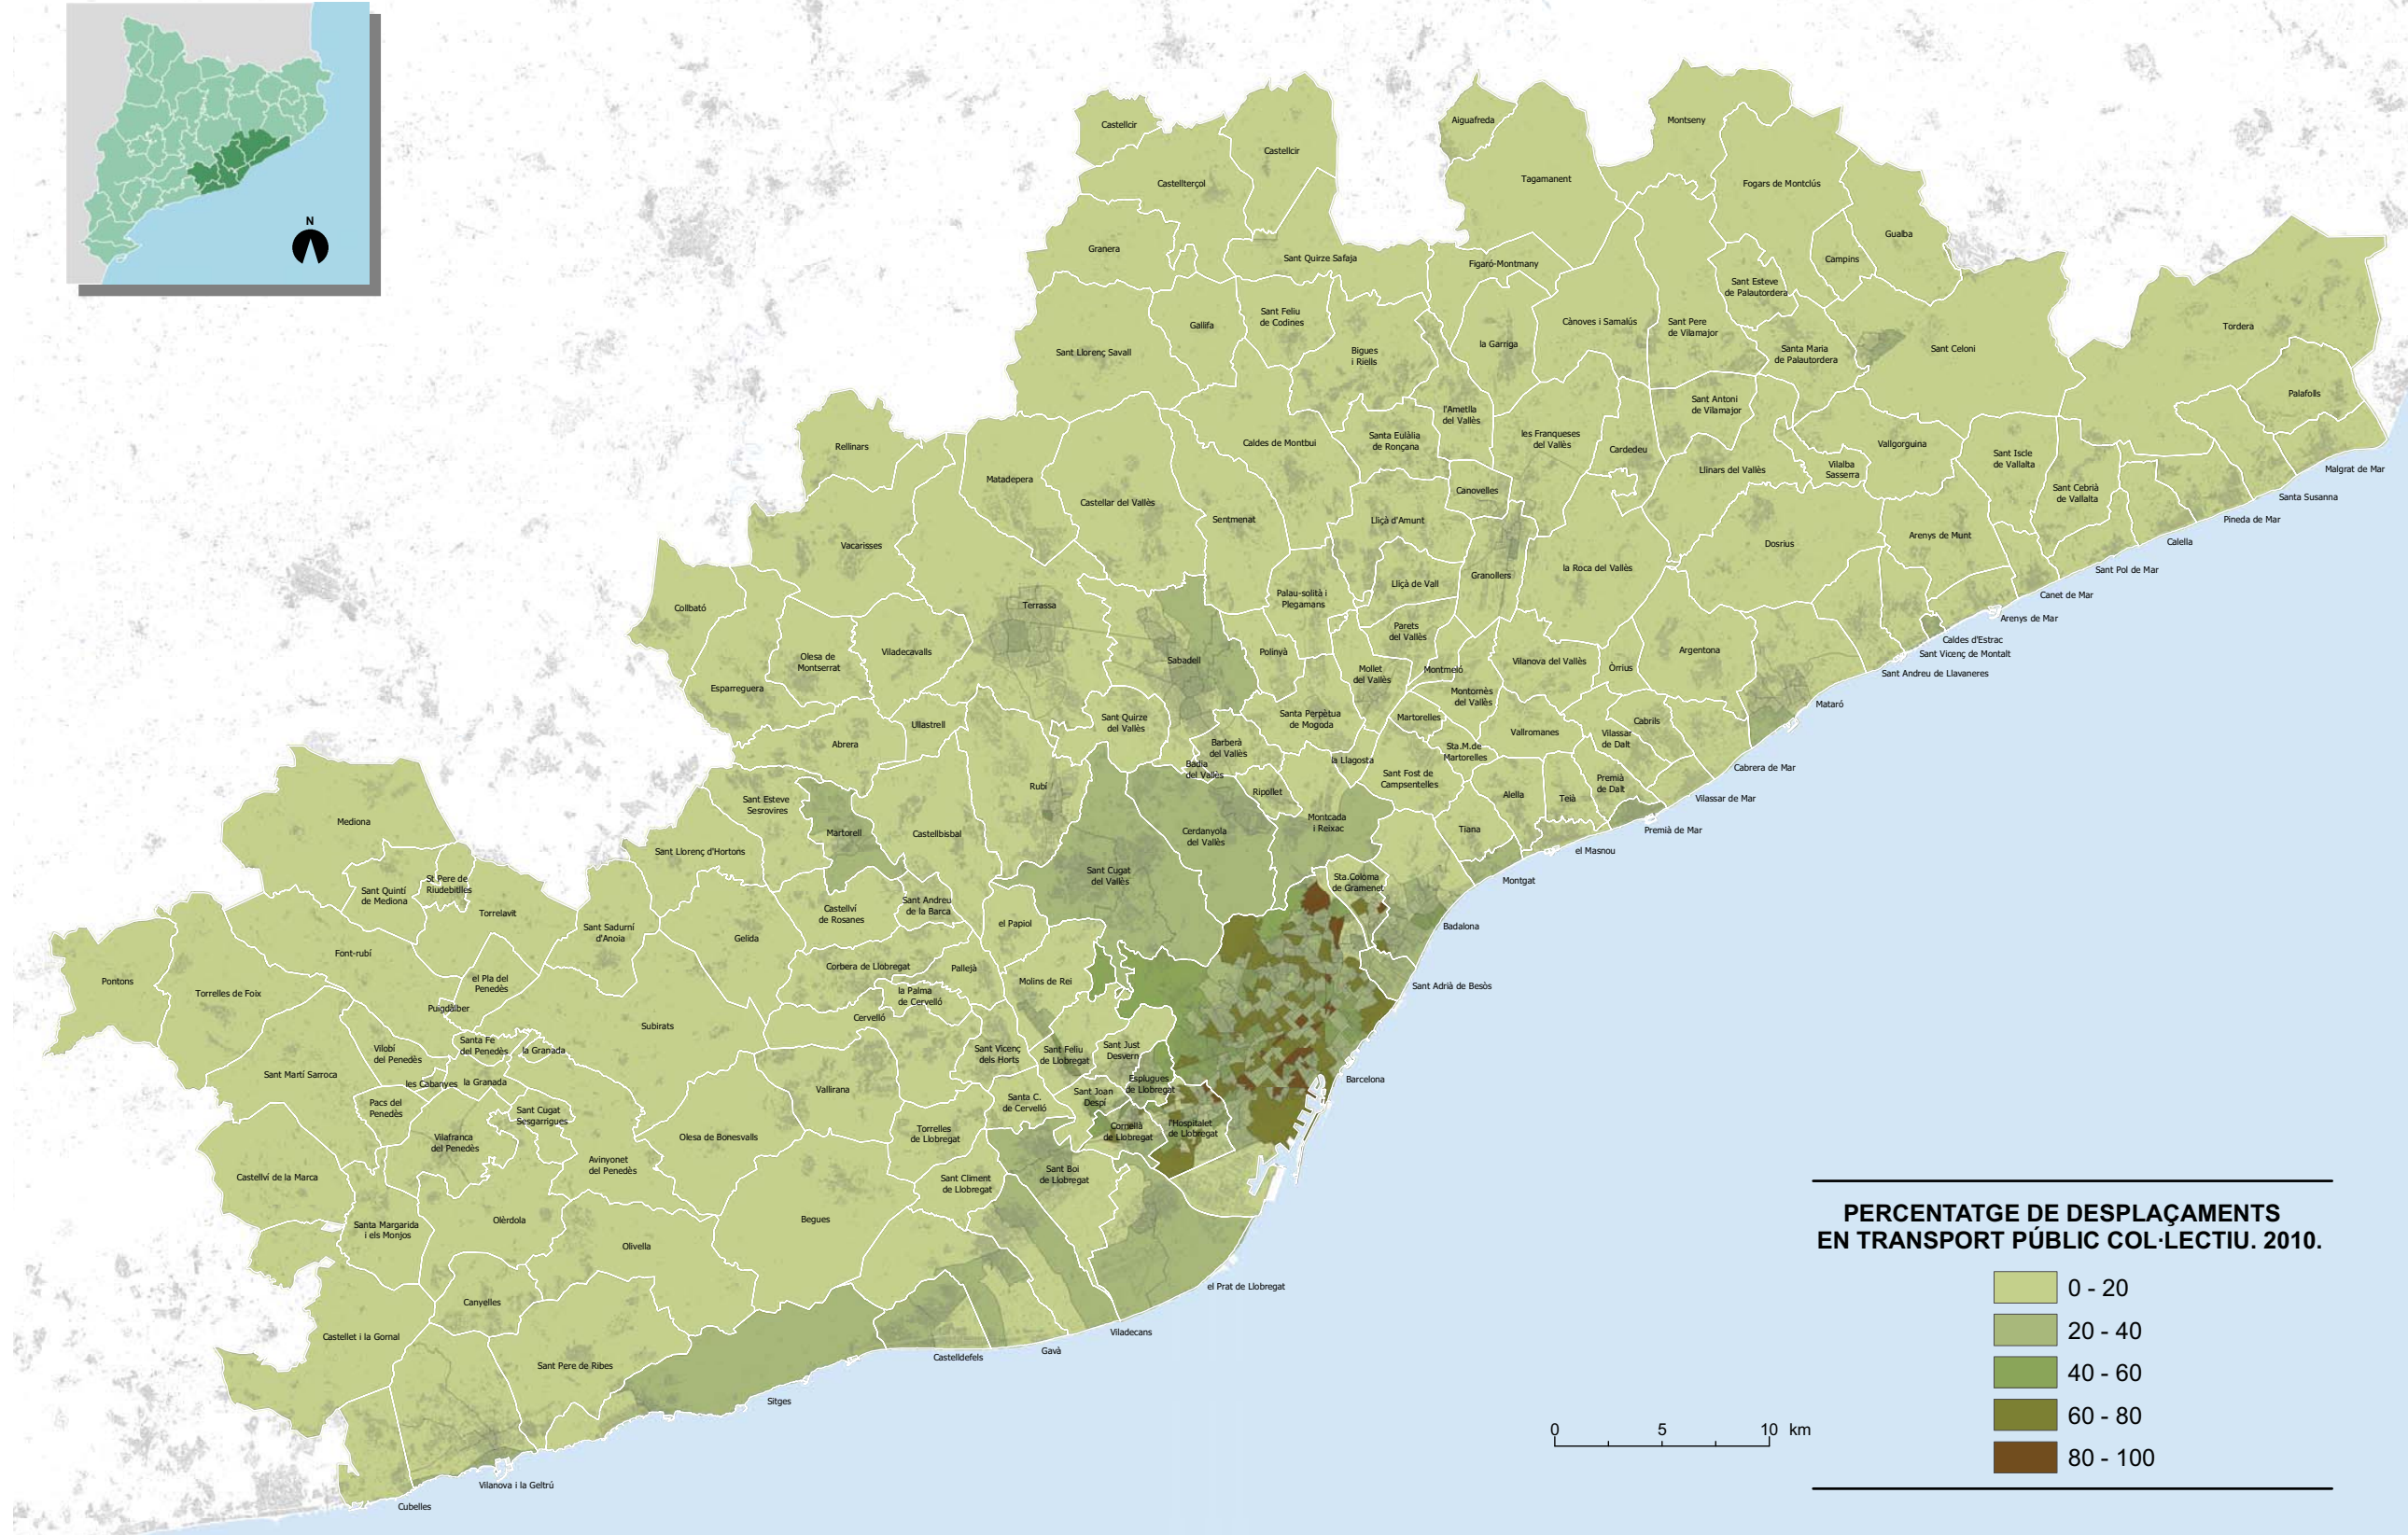 N
Castellcir
Castellcir
Castellterçol
Aiguafreda
Montseny
Tagamanent
Fogars de Montclús
Granera
Sant Quirze Safaja
Figaró-Montmany
Gualba
Campins
Sant Esteve
de Palautordera
Sant Llorenç Savall
Gallifa
Sant Feliu
de Codines
Bigues
i Riells
la Garriga
Cànoves i Samalús
Sant Pere
de Vilamajor
Santa Maria
de Palautordera
Sant Celoni
Tordera
Palafolls
Rellinars
Matadepera
Castellar del Vallès
Caldes de Montbui
Sentmenat
Santa Eulàlia
de Ronçana
l'Ametlla
del Vallès
les Franqueses
del Vallès
Cardedeu
Sant Antoni
de Vilamajor
Llinars del Vallès
Vilalba
Sasserra
Vallgorguina
Sant Iscle
de Vallalta
Sant Cebrià
de Vallalta
Malgrat de Mar
Santa Susanna
Pineda de Mar
Calella
Sant Pol de Mar
Canet de Mar
Arenys de Mar
Caldes d'Estrac
Sant Vicenç de Montalt
Sant Andreu de Llavaneres
Vacarisses
Canovelles
Lliçà d'Amunt
Lliçà de Vall
Granollers
la Roca del Vallès
Dosrius
Arenys de Munt
Collbató
Terrassa
Palau-solità i
Plegamans
Parets
del Vallès
Olesa de
Montserrat
Viladecavalls
Sabadell
Polinyà
Mollet
del Vallès
Montmeló
Vilanova del Vallès
Òrrius
Argentona
Mataró
Esparreguera
Montornès
del Vallès
Ullastrell
Sant Quirze
del Vallès
Santa Perpètua
de Mogoda
Martorelles
Vallromanes
Cabrils
Vilassar
de Dalt
Abrera
Barberà
del Vallès
Badia
del Vallès
la Llagosta
Sta.M.de
Martorelles
Sant Fost de
Campsentelles
Cabrera de Mar
Rubí
Ripollet
Alella
Teià
Premià
de Dalt
Vilassar de Mar
Sant Esteve
Sesrovires
Martorell
Castellbisbal
Cerdanyola
del Vallès
Montcada
i Reixac
Tiana
Premià de Mar
el Masnou
Mediona
Sant Llorenç d'Hortons
Sant Cugat
del Vallès
Sta.Coloma
de Gramenet
Montgat
Sant Quintí
de Mediona
St.Pere de
Riudebitlles
Torrelavit
Sant Sadurní
d'Anoia
Gelida
Castellví
de Rosanes
Sant Andreu
de la Barca
el Papiol
Badalona
Font-rubí
Pontons
Torrelles de Foix
el Pla del
Penedès
Puigdàlber
Corbera de Llobregat
Pallejà
la Palma
de Cervelló
Molins de Rei
Sant Adrià de Besòs
Cervelló
Subirats
Santa Fe
del Penedès
la Granada
Vilobí
del Penedès
Sant Martí Sarroca
les Cabanyes
la Granada
Sant Vicenç
dels Horts
Sant Feliu
de Llobregat
Sant Just
Desvern
Esplugues
de Llobregat
Barcelona
Pacs del
Penedès
Sant Cugat
Sesgarrigues
Vallirana
Santa C.
de Cervelló
Sant Joan
Despí
Vilafranca
del Penedès
Olesa de Bonesvalls
Torrelles
de Llobregat
Cornellà
de Llobregat
l'Hospitalet
de Llobregat
Castellví de la Marca
Avinyonet
del Penedès
Sant Climent
de Llobregat
Sant Boi
de Llobregat
Santa Margarida
i els Monjos
Olèrdola
Begues
Olivella
el Prat de Llobregat
Canyelles
Castellet i la Gornal
Sant Pere de Ribes
Viladecans
Gavà
Castelldefels
Sitges
Vilanova i la Geltrú
Cubelles
PERCENTATGE DE DESPLAÇAMENTS
EN TRANSPORT PÚBLIC COL·LECTIU. 2010.
0 - 20
20 - 40
40 - 60
60 - 80
80 - 100
0 5 10 km